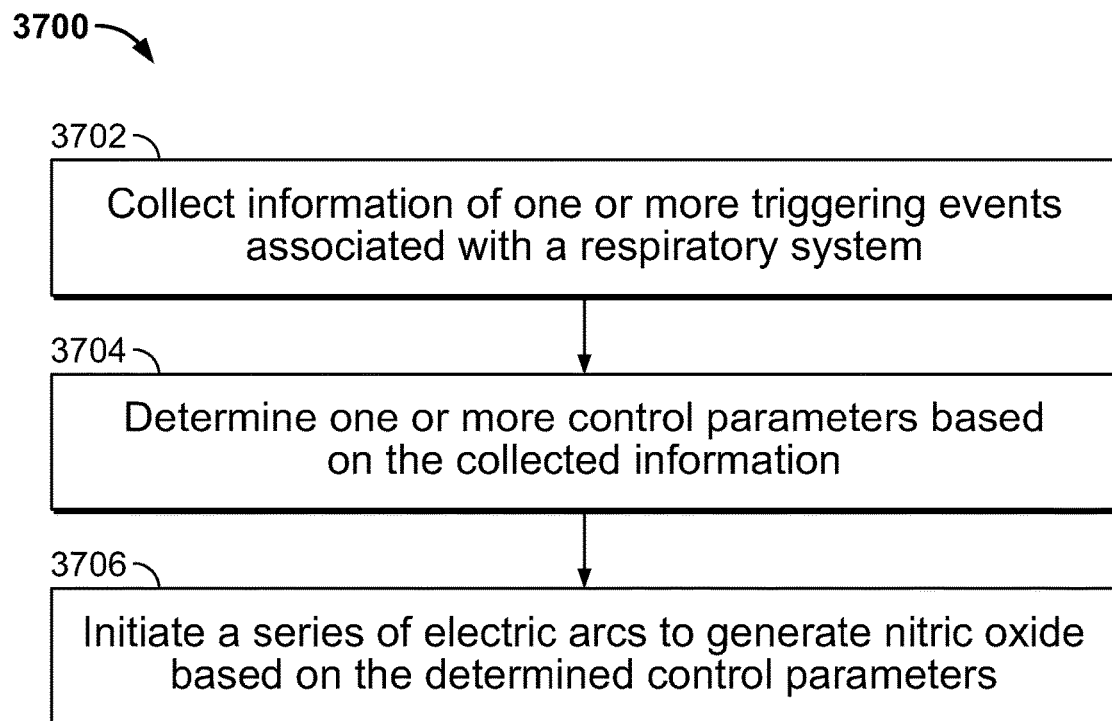 3700
3702
Collect information of one or more triggering events
associated with a respiratory system
3704
Determine one or more control parameters based
on the collected information
3706
Initiate a series of electric arcs to generate nitric oxide
based on the determined control parameters